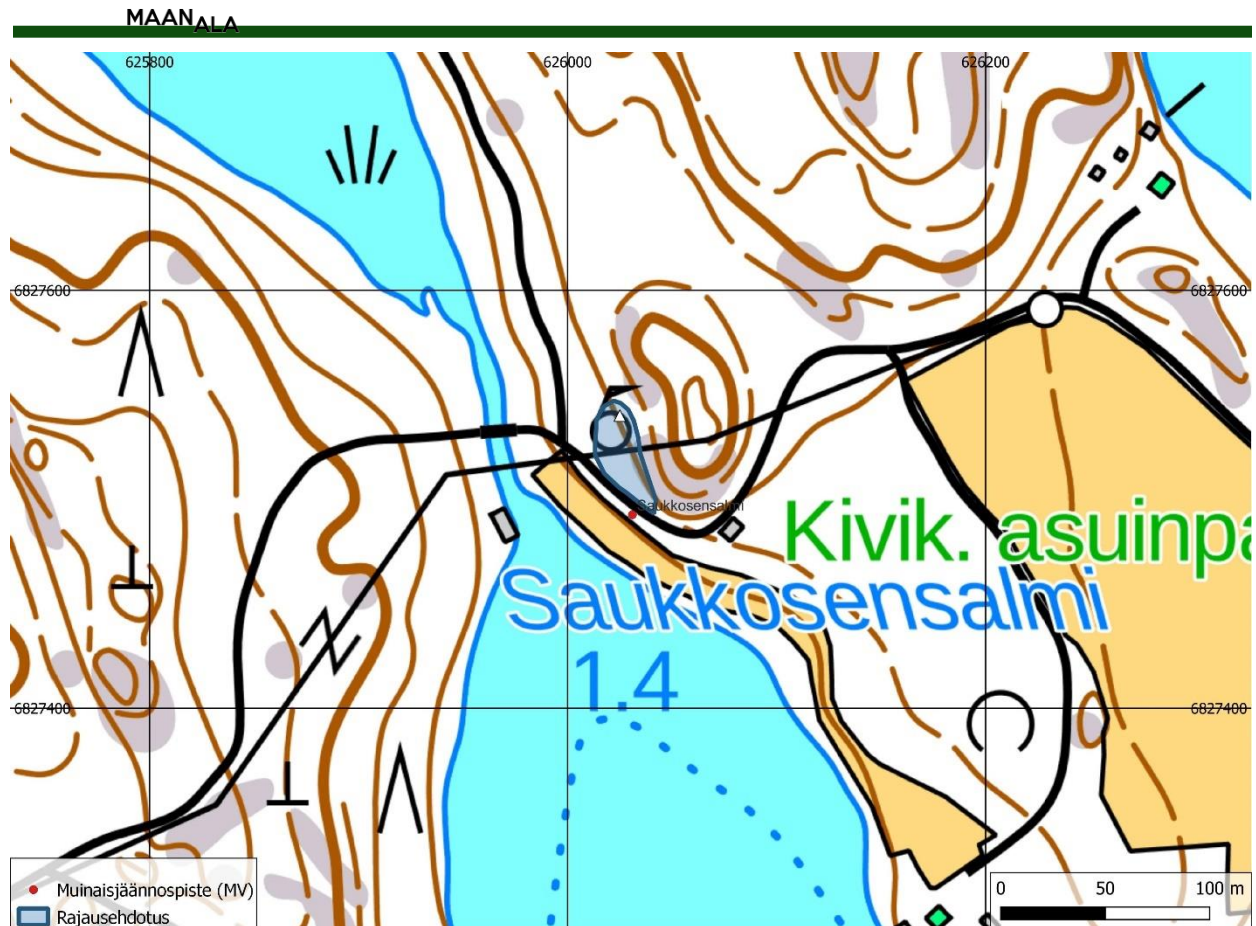 MAANALA
625800
626000
626200
6827600
6827600
Saukkosensalmi
Kivik. asuinpa
Saukkosensalmi
1.4
6827400
6827400
Muinaisjäännöspiste (MV)
Rajausehdotus
0 50 100 m